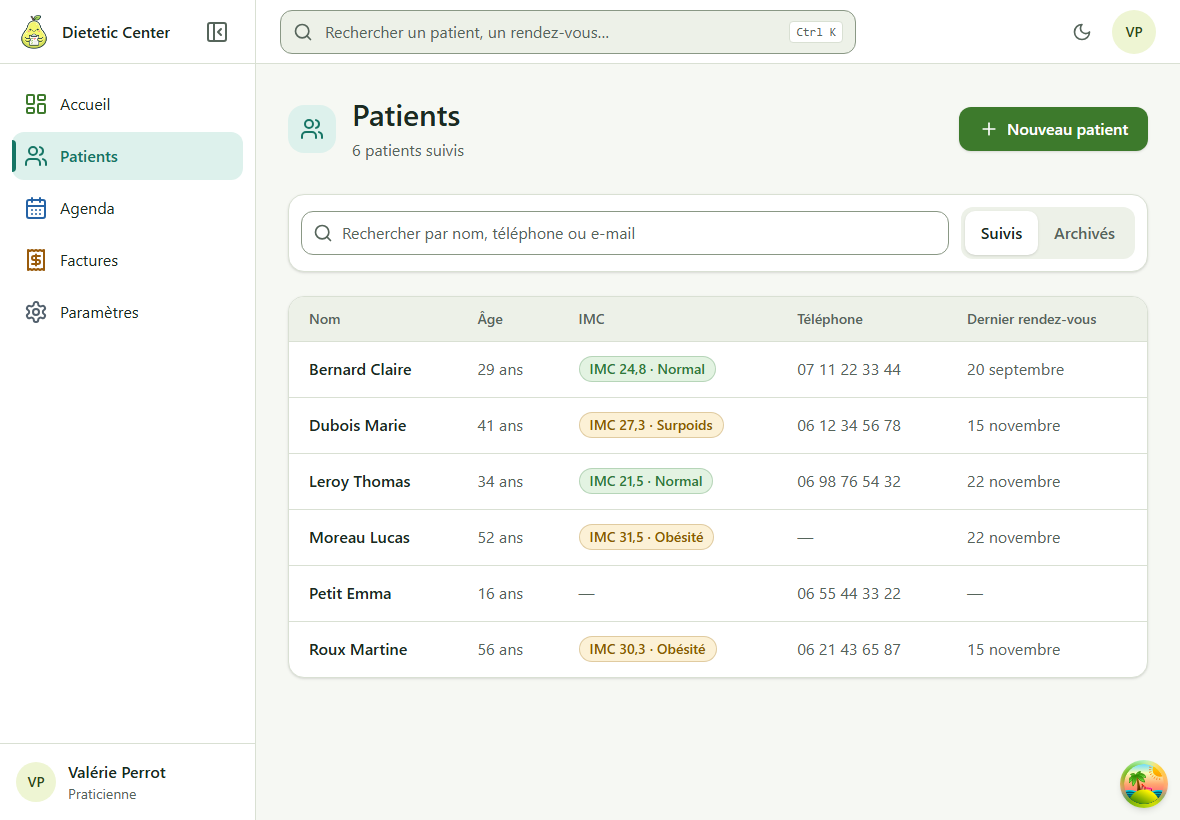 Dietetic Center
Rechercher un patient, un rendez-vous...
Ctrl K
VP
Accueil
Patients
Agenda
Factures
Paramètres
Patients
6 patients suivis
Nouveau patient
Rechercher par nom, téléphone ou e-mail
Suivis
Archivés
Nom Âge IMC Téléphone Dernier rendez-vous
Bernard Claire 29 ans IMC 24,8 · Normal 07 11 22 33 44 20 septembre
Dubois Marie 41 ans IMC 27,3 · Surpoids 06 12 34 56 78 15 novembre
Leroy Thomas 34 ans IMC 21,5 · Normal 06 98 76 54 32 22 novembre
Moreau Lucas 52 ans IMC 31,5 · Obésité — 22 novembre
Petit Emma 16 ans — 06 55 44 33 22 —
Roux Martine 56 ans IMC 30,3 · Obésité 06 21 43 65 87 15 novembre
VP
Valérie Perrot
Praticienne